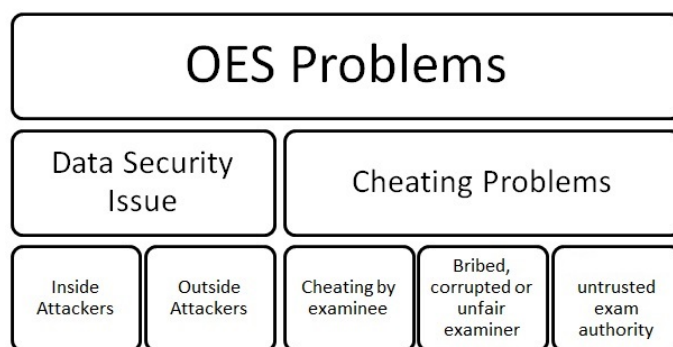 OES Problems
Data Security
Issue
Cheating Problems
Inside
Attackers
Outside
Attackers
Cheating by
examinee
Bribed,
corrupted or
unfair
examiner
untrusted
exam
authority